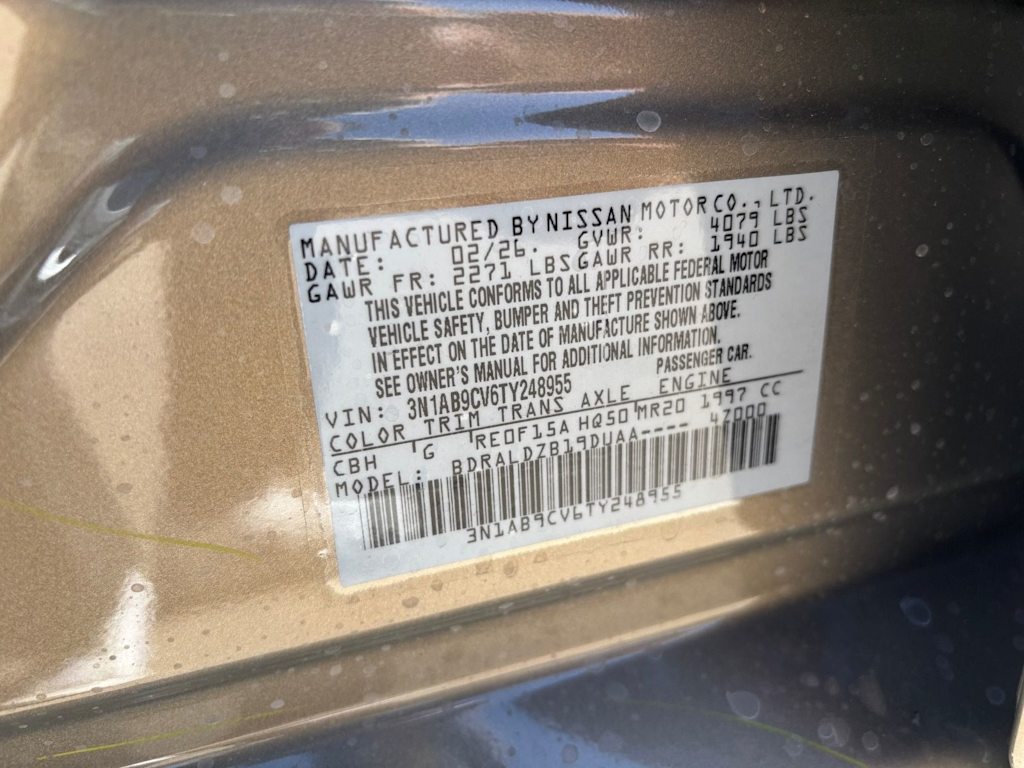 MANUFACTURED BY NISSAN MOTOR CO., LTD.
DATE: 02/26. GVWR: 4079 LBS
GAWR FR: 2271 LBS GAWR RR: 1940 LBS
THIS VEHICLE CONFORMS TO ALL APPLICABLE FEDERAL MOTOR
VEHICLE SAFETY, BUMPER AND THEFT PREVENTION STANDARDS
IN EFFECT ON THE DATE OF MANUFACTURE SHOWN ABOVE.
SEE OWNER'S MANUAL FOR ADDITIONAL INFORMATION.
VIN: 3N1AB9CV6TY248955 PASSENGER CAR.
COLOR TRIM TRANS AXLE ENGINE
CBH G RE0F15A HQ50 MR20 1997 CC
MODEL: BDRALDZB19DUAA---- 4Z000
3N1AB9CV6TY248955